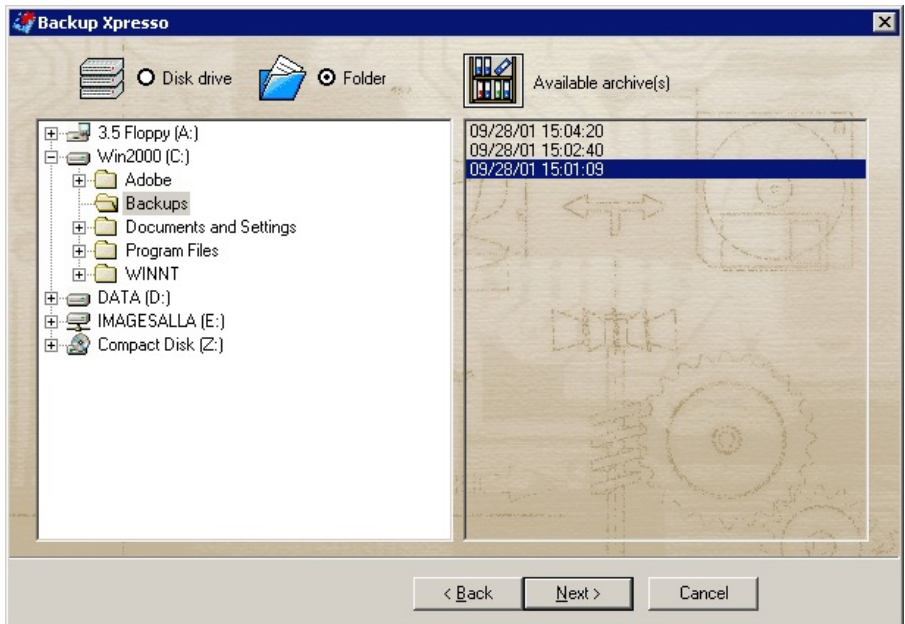 Backup Xpresso
Disk drive
Folder
Available archive(s)
3.5 Floppy (A:)
Win2000 (C:)
Adobe
Backups
Documents and Settings
Program Files
WINNT
DATA (D:)
IMAGESALLA (E:)
Compact Disk (Z:)
09/28/01 15:04:20
09/28/01 15:02:40
09/28/01 15:01:09
< Back
Next >
Cancel